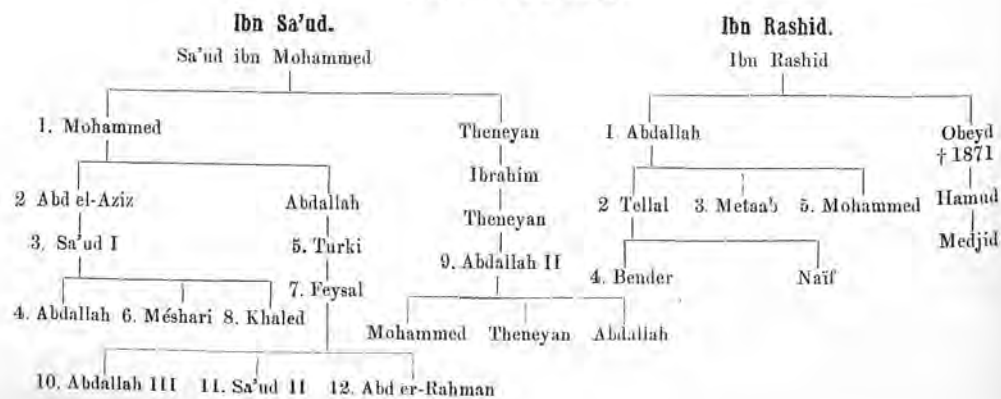 Ibn Sa'ud.
Sa'ud ibn Mohammed
1. Mohammed Theneyan
Ibrahim
2 Abd el-Aziz Abdallah Theneyan
3. Sa'ud I 5. Turki
9. Abdallah II
7. Feysal
4. Abdallah 6. Méshari 8. Khaled
Mohammed Theneyan Abdallah
10. Abdallah III 11. Sa'ud II 12. Abd er-Rahman
Ibn Rashid.
Ibn Rashid
1 Abdallah Obeyd
† 1871
2 Tellal 3. Metaab 5. Mohammed Hamud
Medjid
4. Bender Naïf